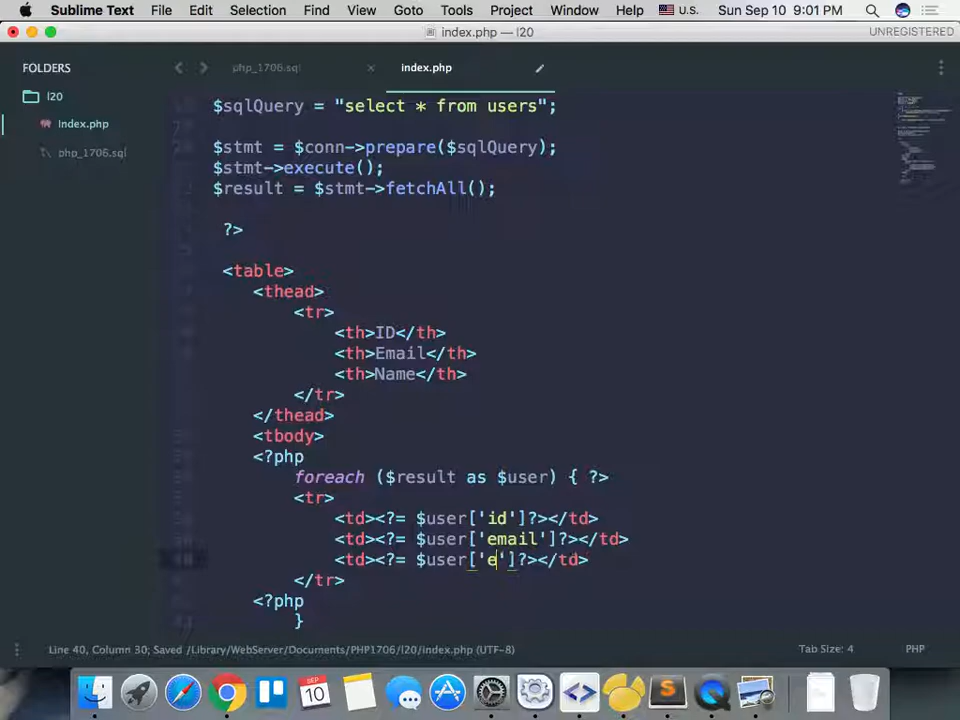 Sublime Text File Edit Selection Find View Goto Tools Project Window Help U.S. Sun Sep 10 9:01 PM
index.php — l20 UNREGISTERED
FOLDERS
l20
index.php
php_1706.sql
php_1706.sql index.php
$sqlQuery = "select * from users";
$stmt = $conn->prepare($sqlQuery);
$stmt->execute();
$result = $stmt->fetchAll();
?>
<table>
<thead>
<tr>
<th>ID</th>
<th>Email</th>
<th>Name</th>
</tr>
</thead>
<tbody>
<?php
foreach ($result as $user) { ?>
<tr>
<td><?= $user['id']?></td>
<td><?= $user['email']?></td>
<td><?= $user['e']?></td>
</tr>
<?php
}
Line 40, Column 30; Saved /Library/WebServer/Documents/PHP1706/l20/index.php (UTF-8) Tab Size: 4 PHP
SEP
10